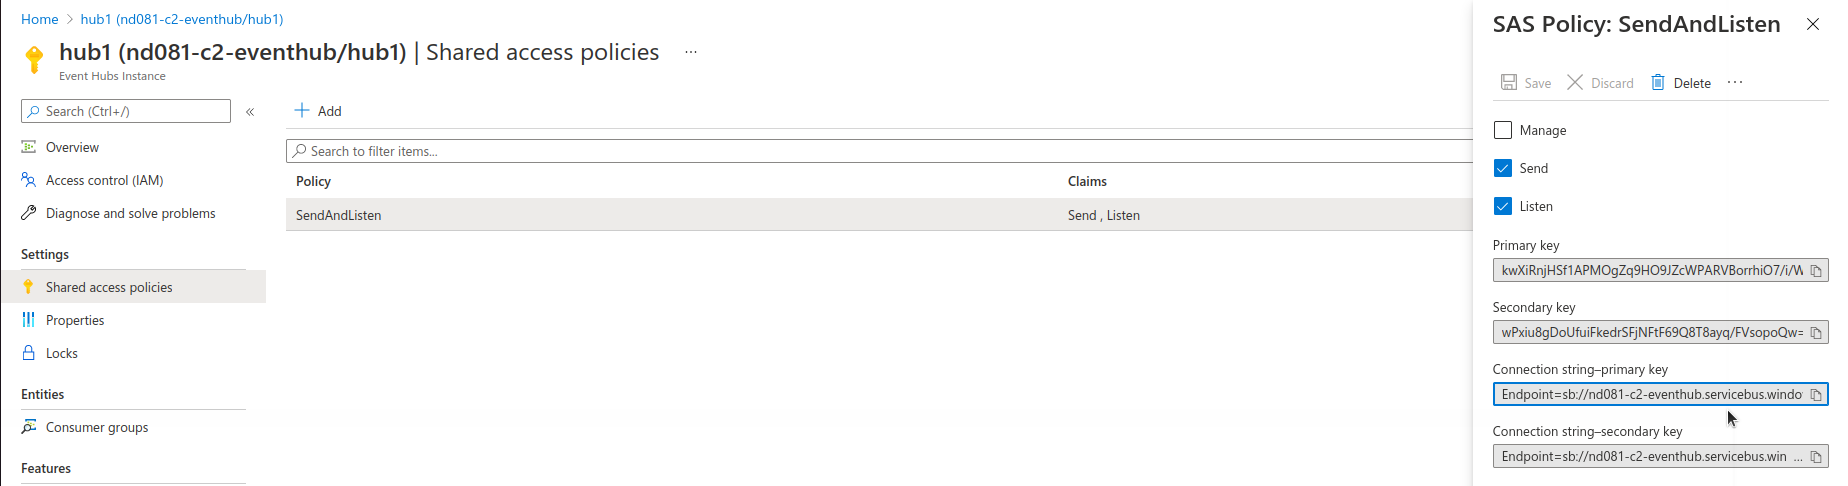 Home > hub1 (nd081-c2-eventhub/hub1)
hub1 (nd081-c2-eventhub/hub1) | Shared access policies ...
Event Hubs Instance
Search (Ctrl+/) «
Overview
Access control (IAM)
Diagnose and solve problems
Settings
Shared access policies
Properties
Locks
Entities
Consumer groups
Features
+ Add
Search to filter items...
Policy Claims
SendAndListen Send , Listen
SAS Policy: SendAndListen
Save Discard Delete ...
Manage
Send
Listen
Primary key
kwXiRnjHSf1APMOgZq9HO9JZcWPARVBorrhiO7/i/W
Secondary key
wPxiu8gDoUfuiFkedrSFjNFtF69Q8T8ayq/FVsopoQw=
Connection string–primary key
Endpoint=sb://nd081-c2-eventhub.servicebus.windo
Connection string–secondary key
Endpoint=sb://nd081-c2-eventhub.servicebus.win ...